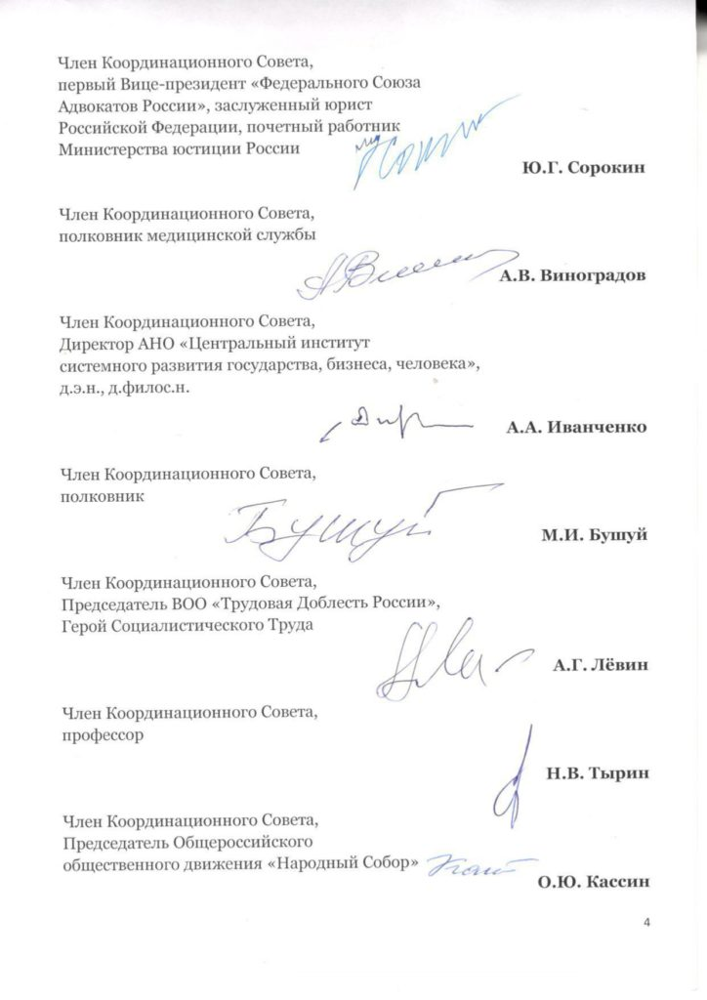 Член Координационного Совета,
первый Вице-президент «Федерального Союза
Адвокатов России», заслуженный юрист
Российской Федерации, почетный работник
Министерства юстиции России
Ю.Г. Сорокин
Член Координационного Совета,
полковник медицинской службы
А.В. Виноградов
Член Координационного Совета,
Директор АНО «Центральный институт
системного развития государства, бизнеса, человека»,
д.э.н., д.филос.н.
А.А. Иванченко
Член Координационного Совета,
полковник
Бушуй
М.И. Бушуй
Член Координационного Совета,
Председатель ВОО «Трудовая Доблесть России»,
Герой Социалистического Труда
А.Г. Лёвин
Член Координационного Совета,
профессор
Н.В. Тырин
Член Координационного Совета,
Председатель Общероссийского
общественного движения «Народный Собор»
О.Ю. Кассин
4